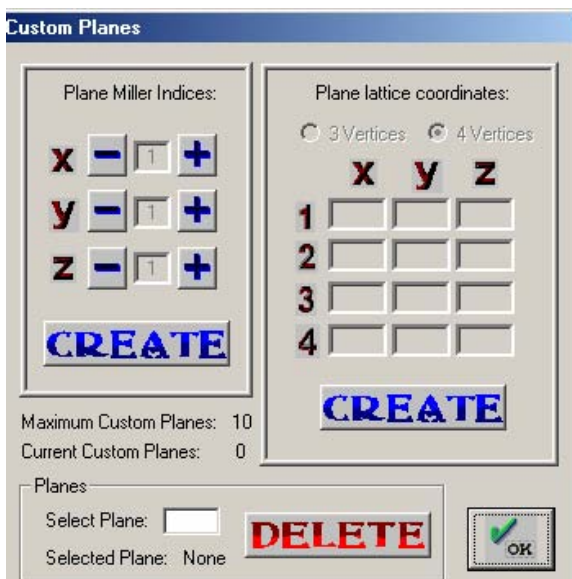 Custom Planes
Plane Miller Indices:
x − 1 +
y − 1 +
z − 1 +
CREATE
Maximum Custom Planes: 10
Current Custom Planes: 0
Plane lattice coordinates:
3 Vertices 4 Vertices
x y z
1
2
3
4
CREATE
Planes
Select Plane:
Selected Plane: None
DELETE
OK